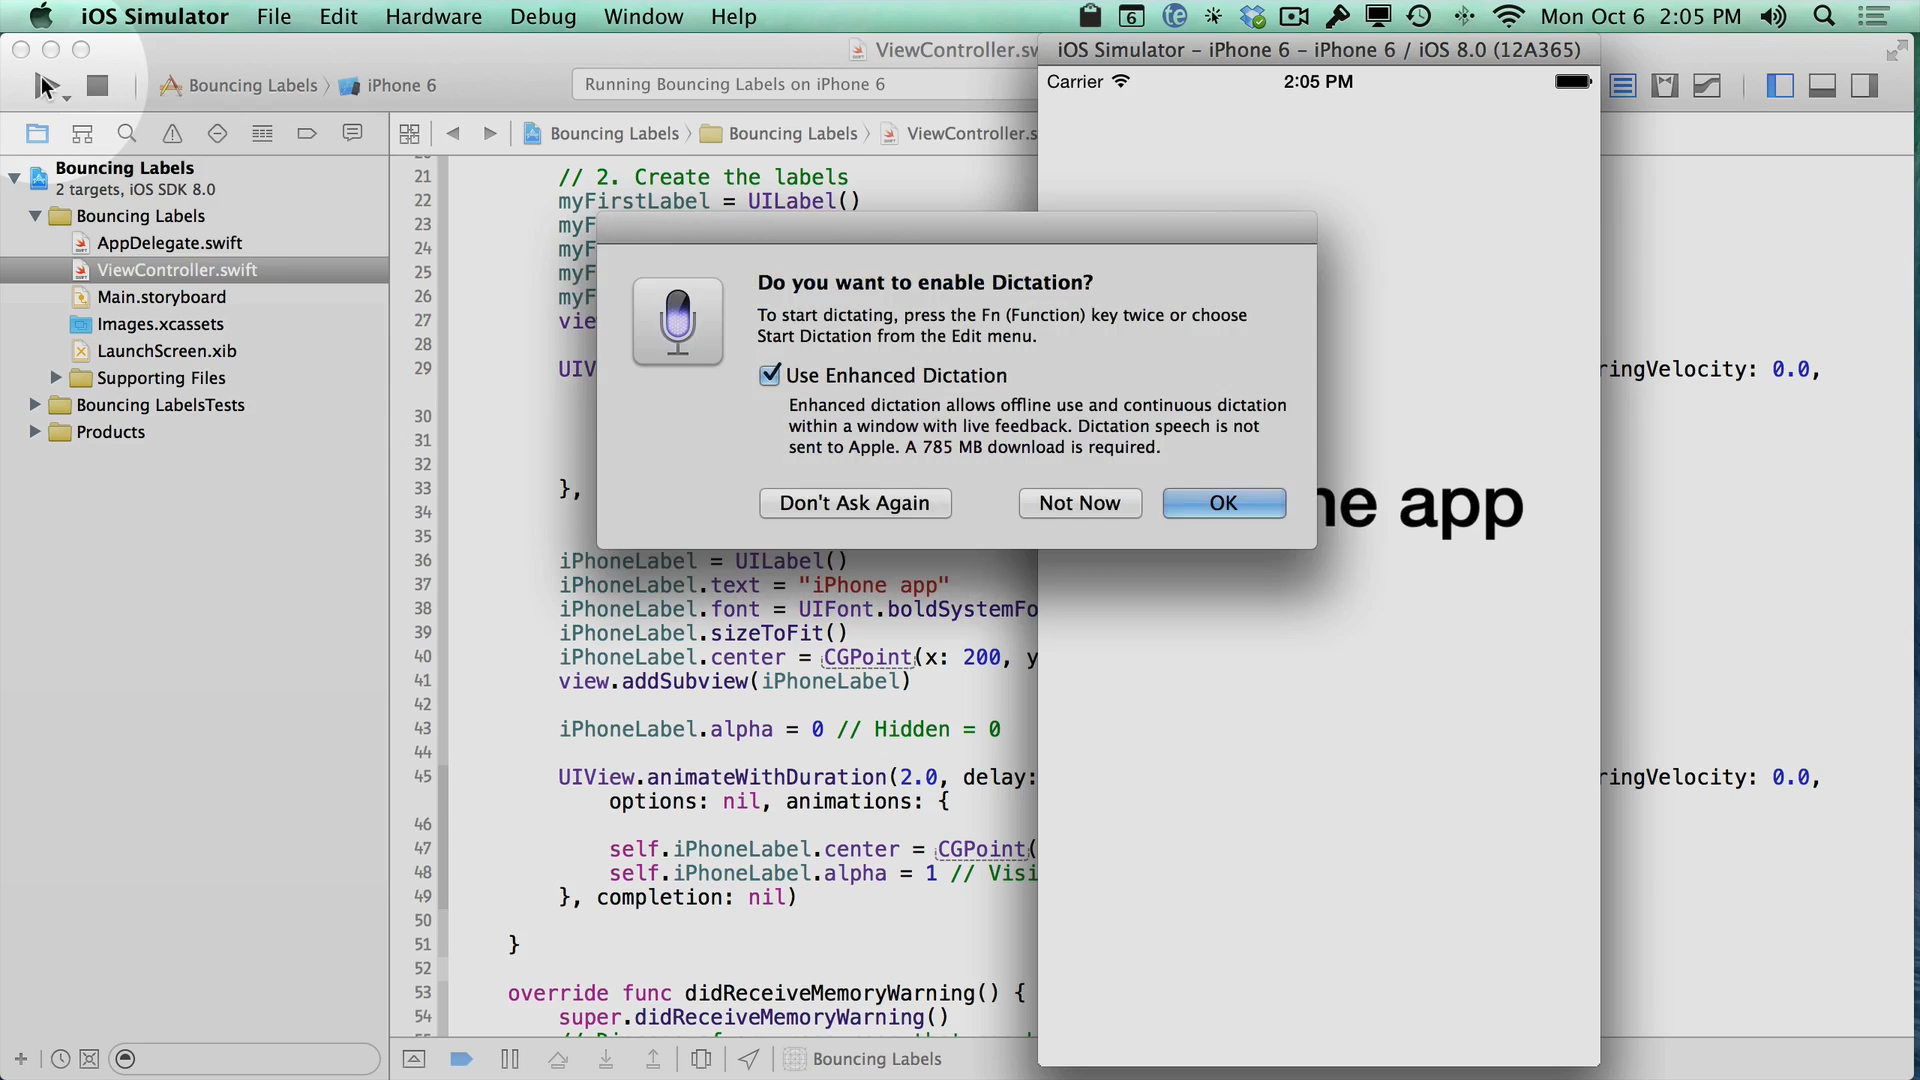 iOS Simulator File Edit Hardware Debug Window Help 6 te Mon Oct 6 2:05 PM
ViewController.sw
iOS Simulator – iPhone 6 – iPhone 6 / iOS 8.0 (12A365)
Bouncing Labels iPhone 6
Running Bouncing Labels on iPhone 6
Carrier 2:05 PM
Bouncing Labels Bouncing Labels ViewController.s
Bouncing Labels
2 targets, iOS SDK 8.0
Bouncing Labels
AppDelegate.swift
ViewController.swift
Main.storyboard
Images.xcassets
LaunchScreen.xib
Supporting Files
Bouncing LabelsTests
Products
21 // 2. Create the labels
22 myFirstLabel = UILabel()
23 myF
24 myF
25 myF
26 myF
27 vie
28
29 UIV ringVelocity: 0.0,
30
31
32
33 },
34
35
36 iPhoneLabel = UILabel()
37 iPhoneLabel.text = "iPhone app"
38 iPhoneLabel.font = UIFont.boldSystemFo
39 iPhoneLabel.sizeToFit()
40 iPhoneLabel.center = CGPoint(x: 200, y
41 view.addSubview(iPhoneLabel)
42
43 iPhoneLabel.alpha = 0 // Hidden = 0
44
45 UIView.animateWithDuration(2.0, delay: ringVelocity: 0.0,
options: nil, animations: {
46
47 self.iPhoneLabel.center = CGPoint(
48 self.iPhoneLabel.alpha = 1 // Visi
49 }, completion: nil)
50
51 }
52
53 override func didReceiveMemoryWarning() {
54 super.didReceiveMemoryWarning()
Do you want to enable Dictation?
To start dictating, press the Fn (Function) key twice or choose
Start Dictation from the Edit menu.
Use Enhanced Dictation
Enhanced dictation allows offline use and continuous dictation
within a window with live feedback. Dictation speech is not
sent to Apple. A 785 MB download is required.
Don't Ask Again Not Now OK
ne app
Bouncing Labels